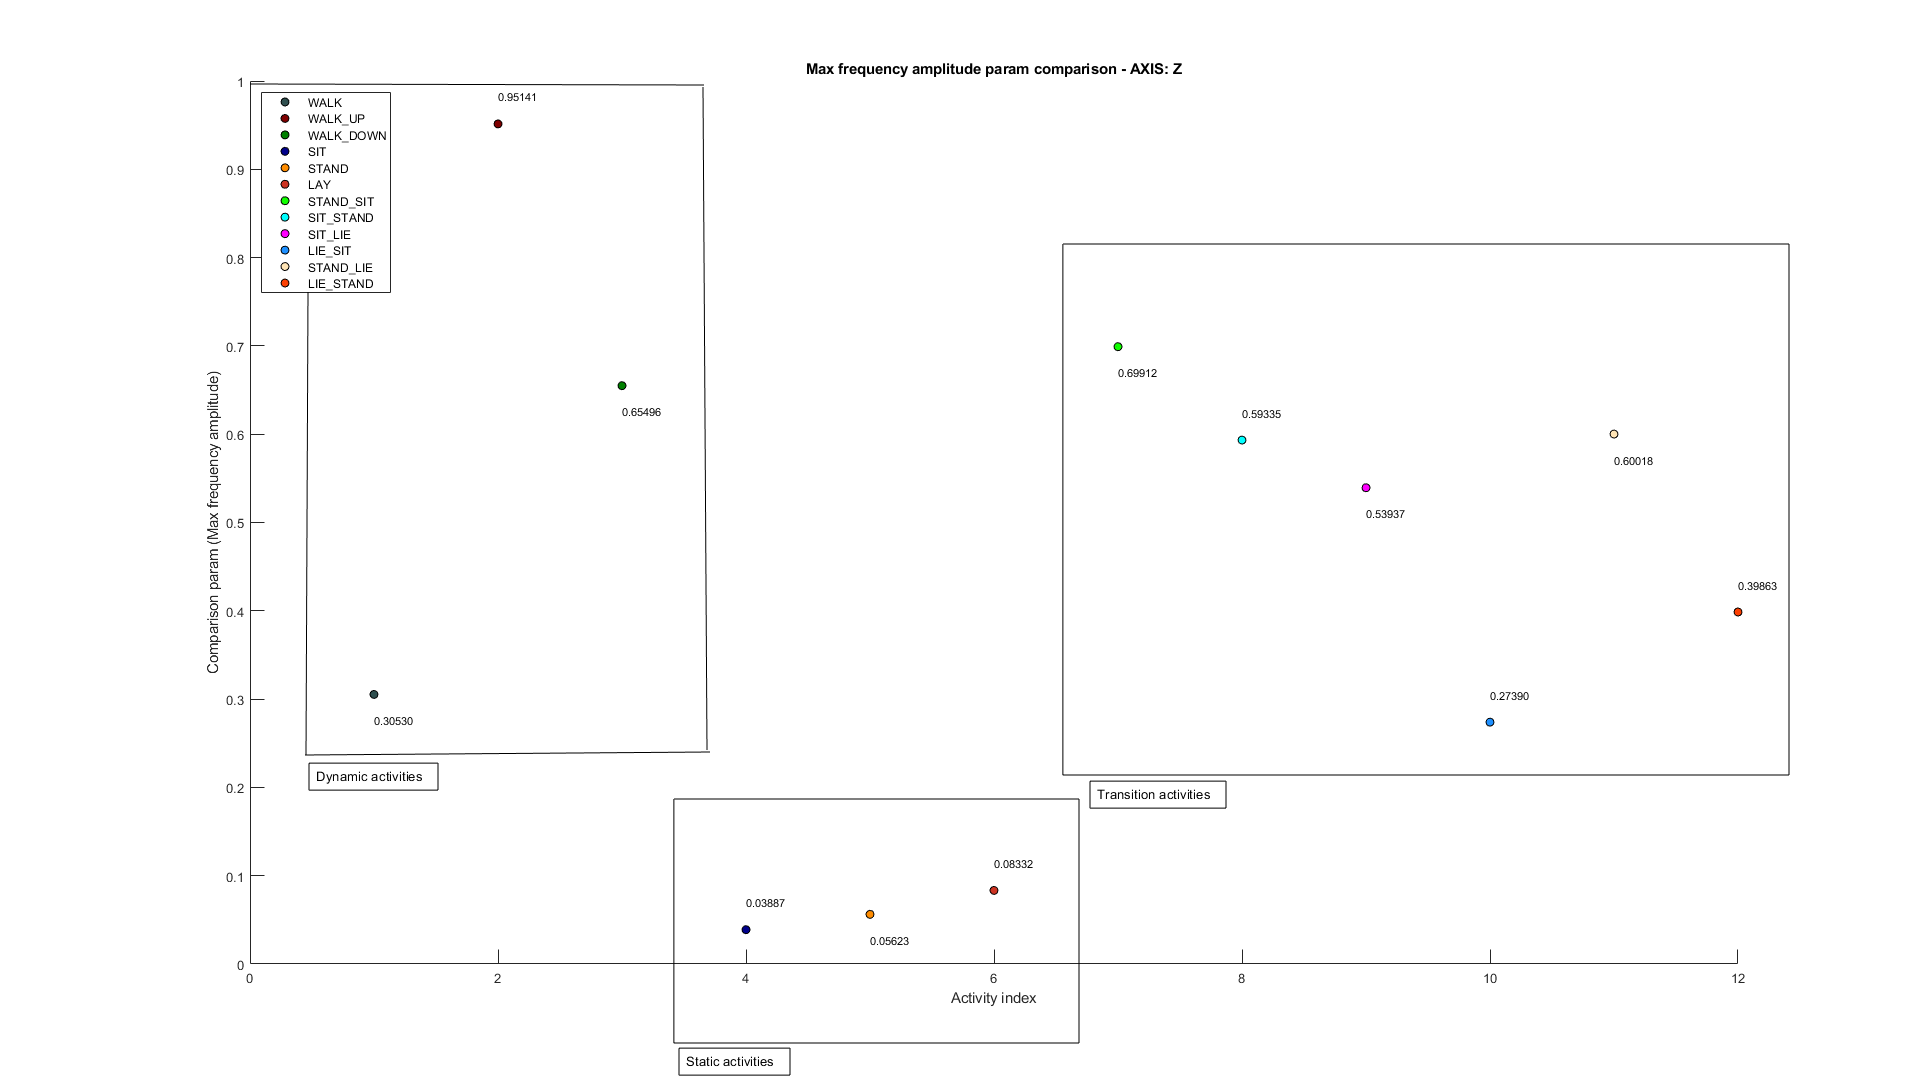 Max frequency amplitude param comparison - AXIS: Z
Comparison param (Max frequency amplitude)
1
0.9
0.8
0.7
0.6
0.5
0.4
0.3
0.2
0.1
0
WALK
WALK_UP
WALK_DOWN
SIT
STAND
LAY
STAND_SIT
SIT_STAND
SIT_LIE
LIE_SIT
STAND_LIE
LIE_STAND
0.95141
0.65496
0.30530
Dynamic activities
0.69912
0.59335
0.53937
0.60018
0.39863
0.27390
Transition activities
0.08332
0.03887
0.05623
0 2 4 6 8 10 12
Activity index
Static activities